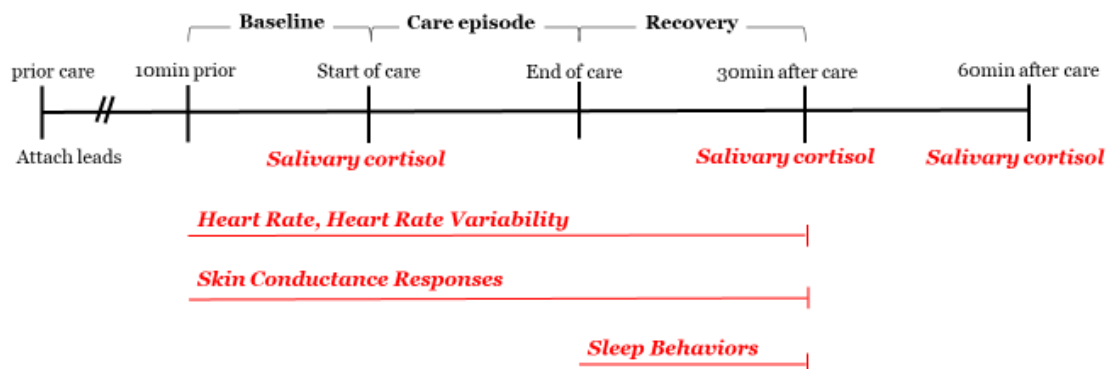 Baseline Care episode Recovery
prior care 10min prior Start of care End of care 30min after care 60min after care
Attach leads Salivary cortisol Salivary cortisol Salivary cortisol
Heart Rate, Heart Rate Variability
Skin Conductance Responses
Sleep Behaviors